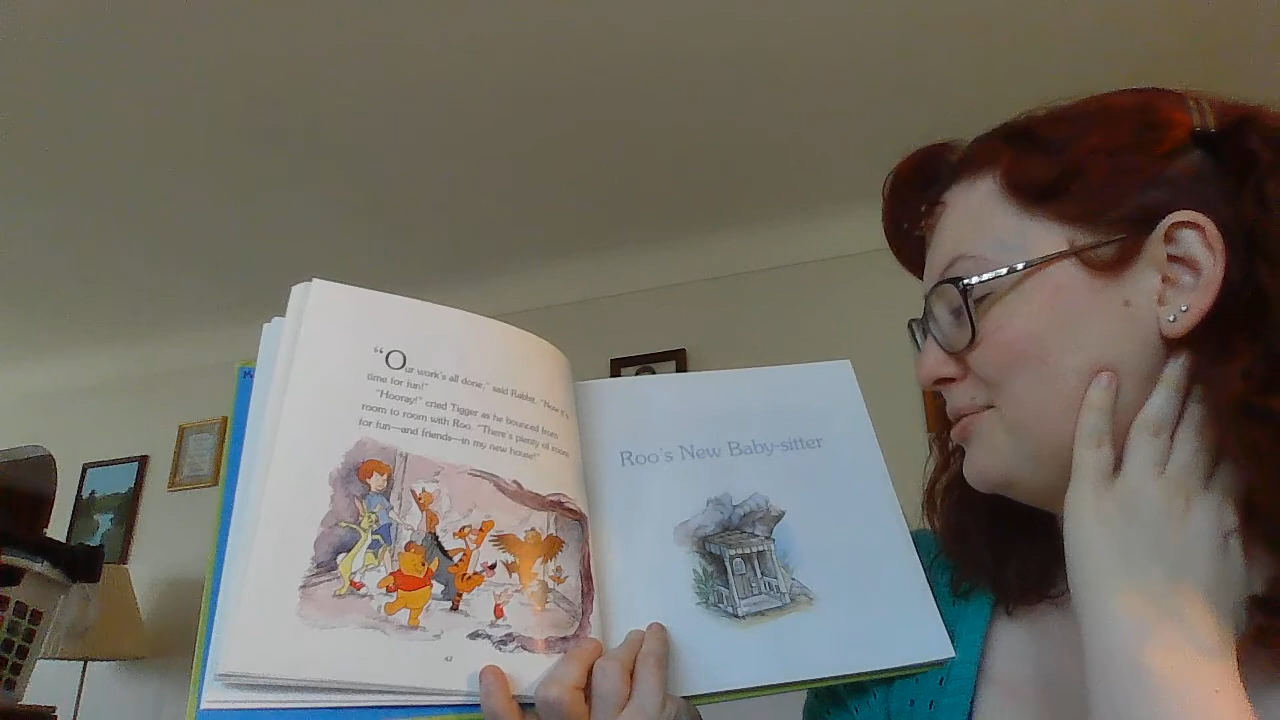 "Our work's all done," said Rabbit. "Now it's
time for fun!"
"Hooray!" cried Tigger as he bounced from
room to room with Roo. "There's plenty of room
for fun—and friends—in my new house!"
42
Roo's New Baby-sitter